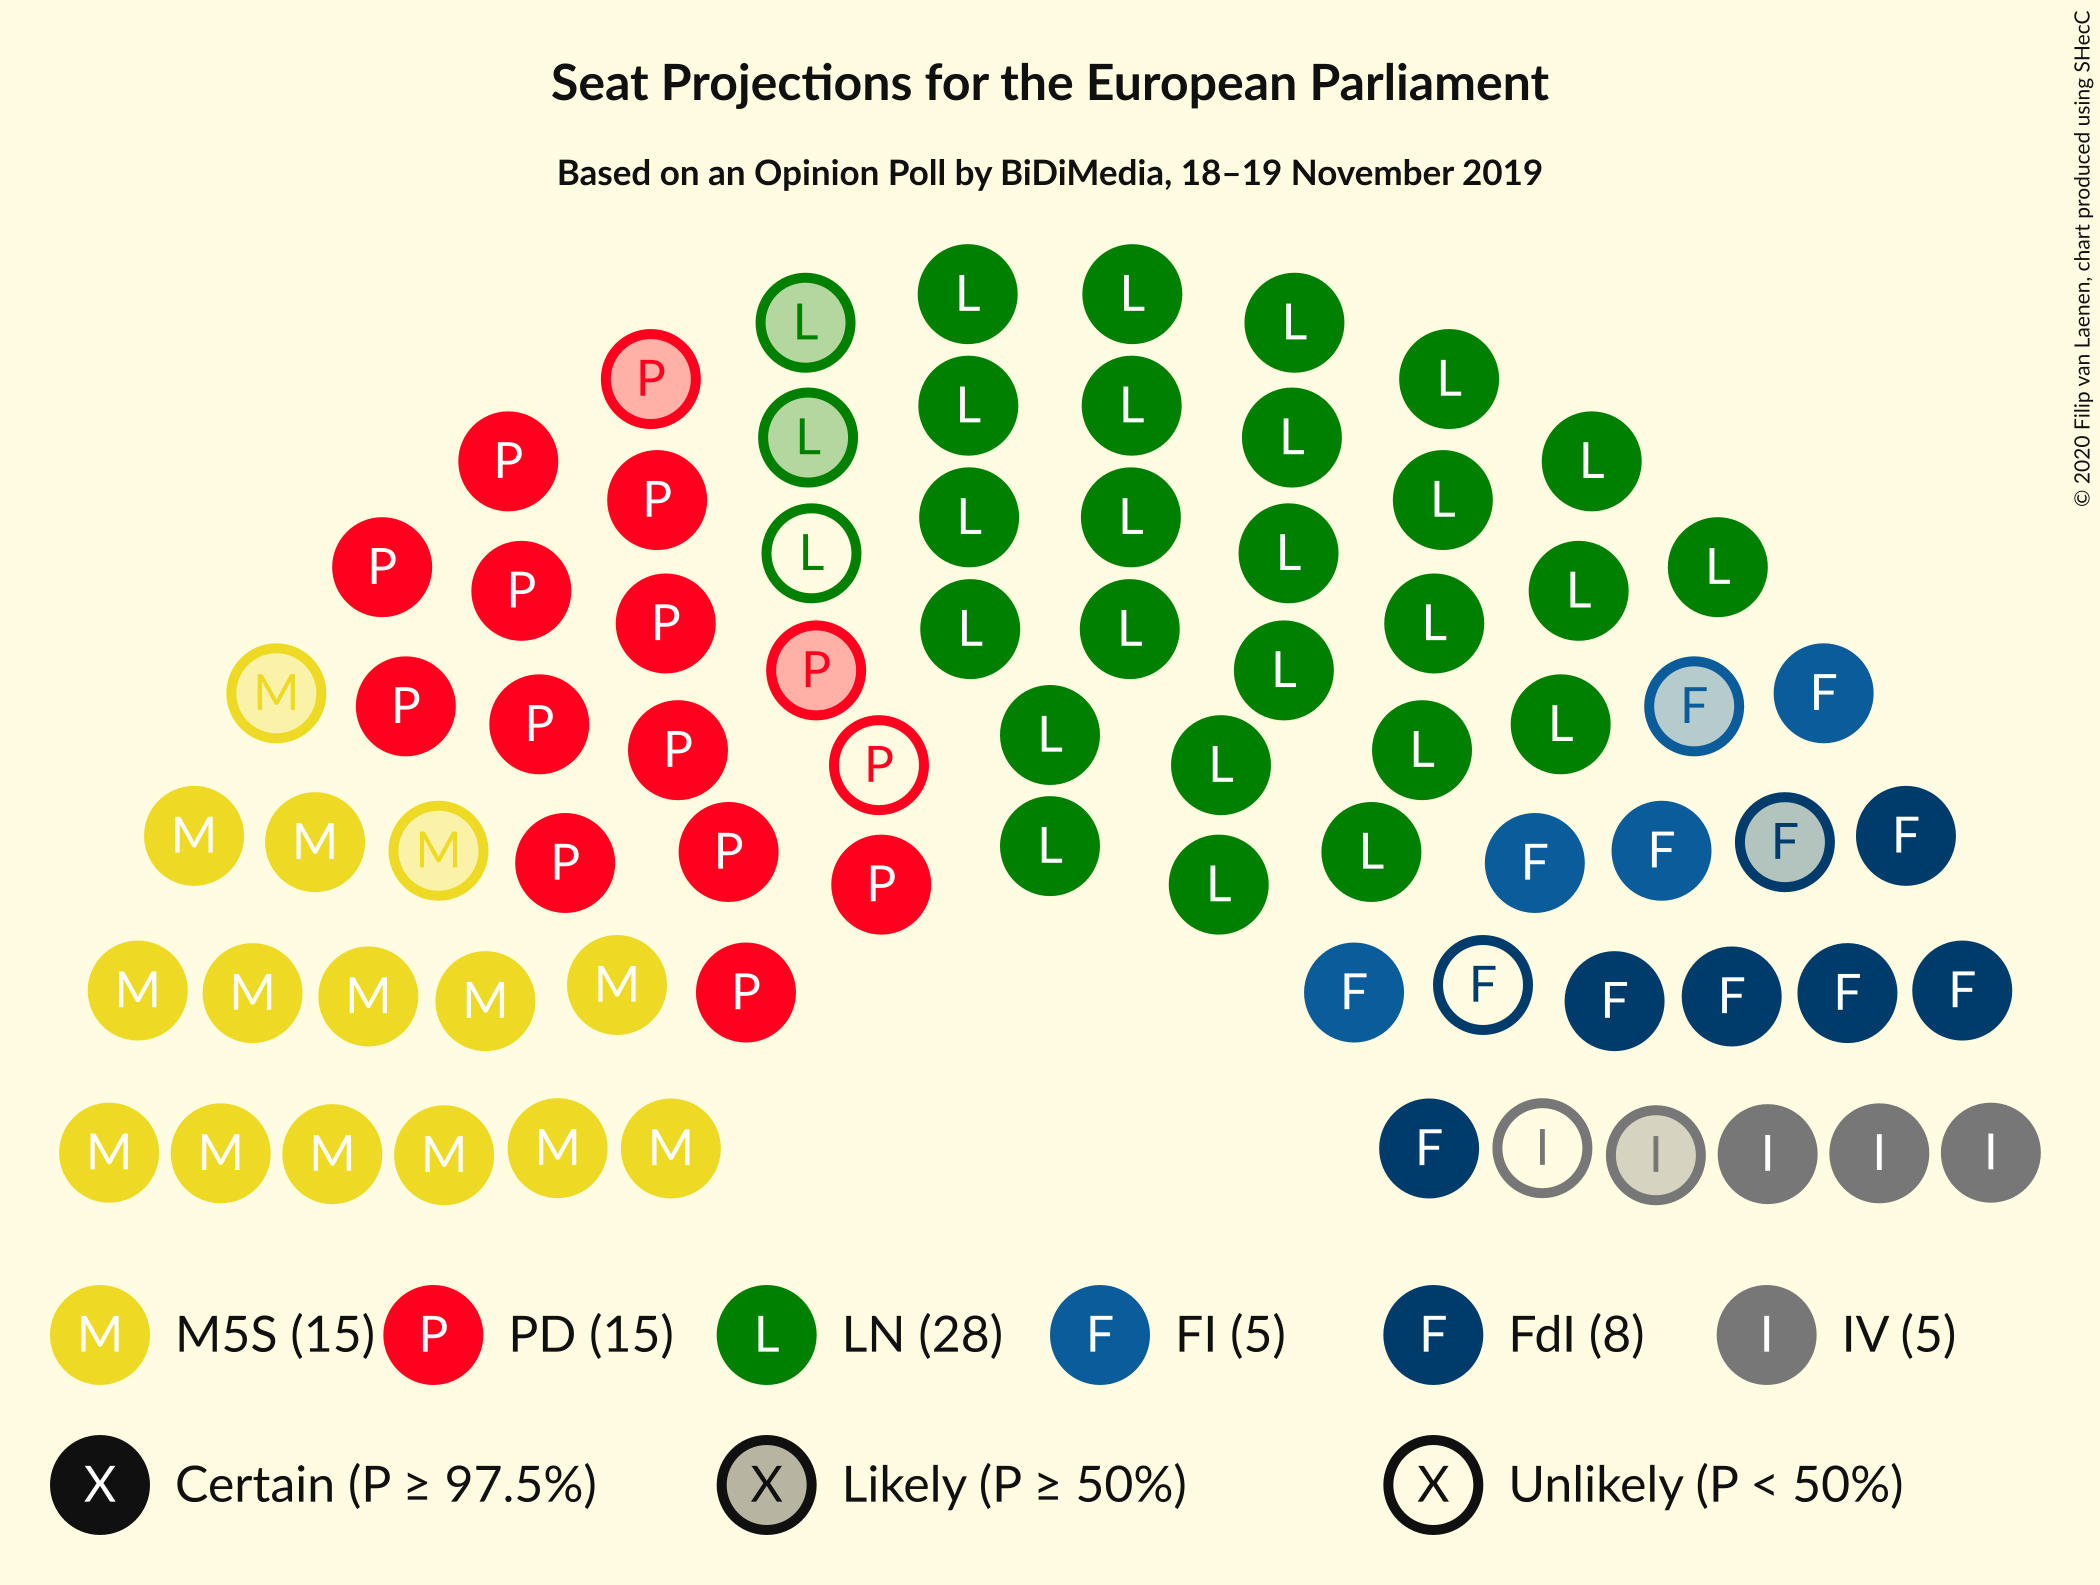 Seat Projections for the European Parliament
Based on an Opinion Poll by BiDiMedia, 18–19 November 2019
© 2020 Filip van Laenen, chart produced using SHecC
L L
L L
P L
L L
L L
P L L
P P L L
L L
L L
P L P L L L
P P L L
L L
P L
M F
P P F L
P L P L L
M M M F F F
P P L F
L
P L
M M M M M P F F F F F F
M M M M M M F I I I I I
M M5S (15) P PD (15) L LN (28) F FI (5) F FdI (8) I IV (5)
X Certain (P ≥ 97.5%) X Likely (P ≥ 50%) X Unlikely (P < 50%)